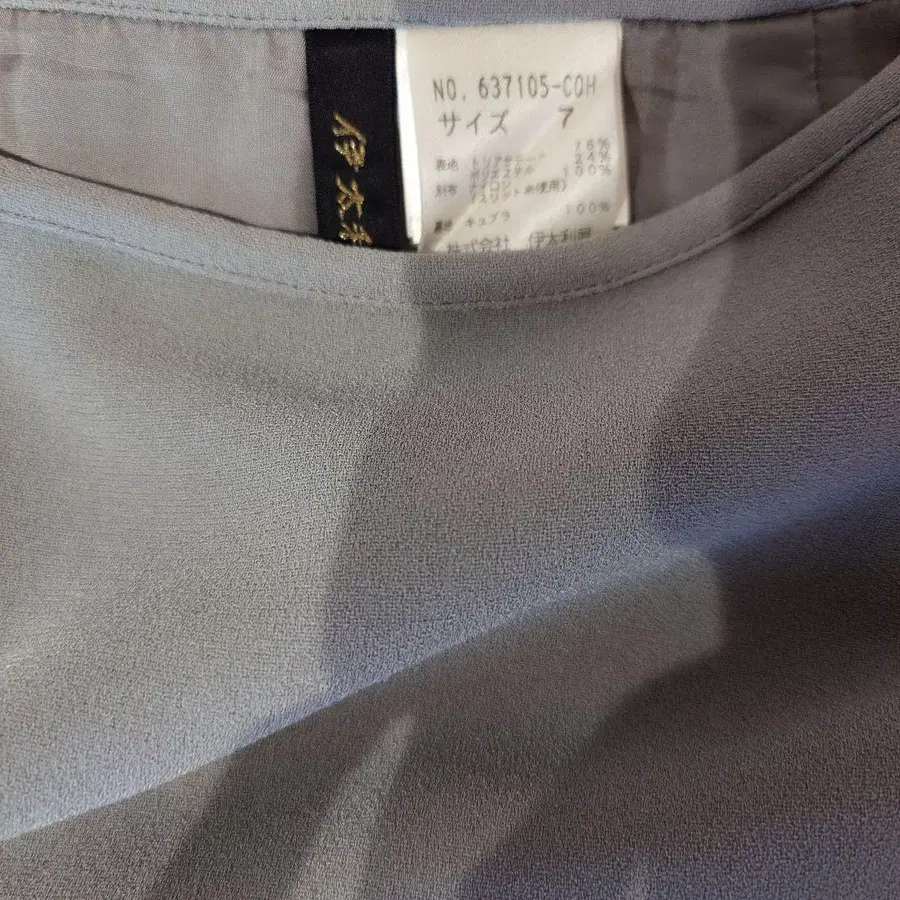 伊太利
NO. 637105-COH
サイズ 7
表地 トリアセテート 76%
ポリエステル 24%
別布 ナイロン 100%
(スリット糸使用)
裏地 キュプラ 100%
株式会社 伊太利屋